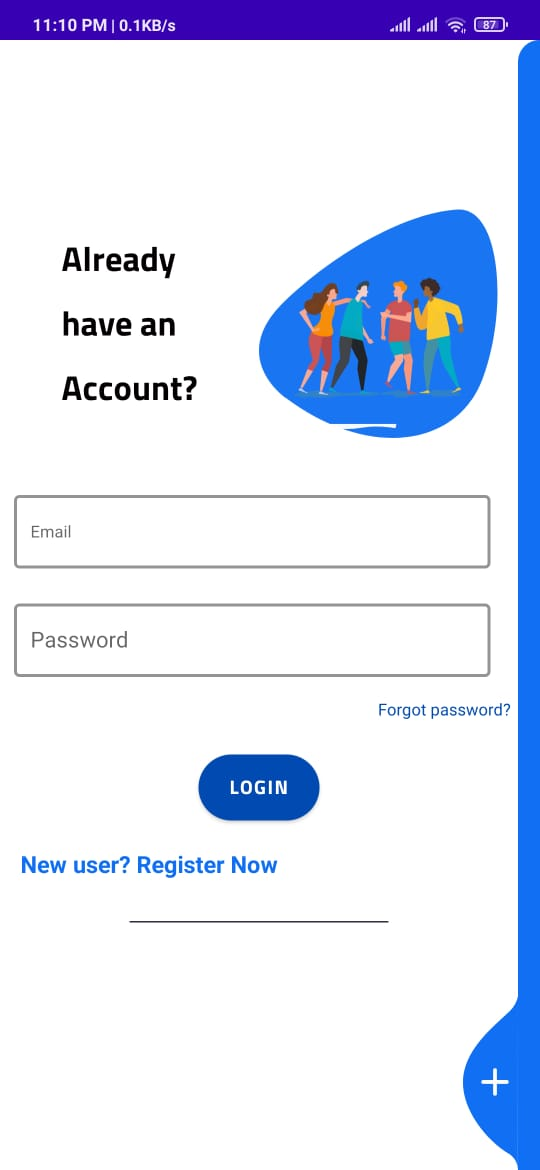 11:10 PM | 0.1KB/s
87
Already
have an
Account?
Email
Password
Forgot password?
LOGIN
New user? Register Now